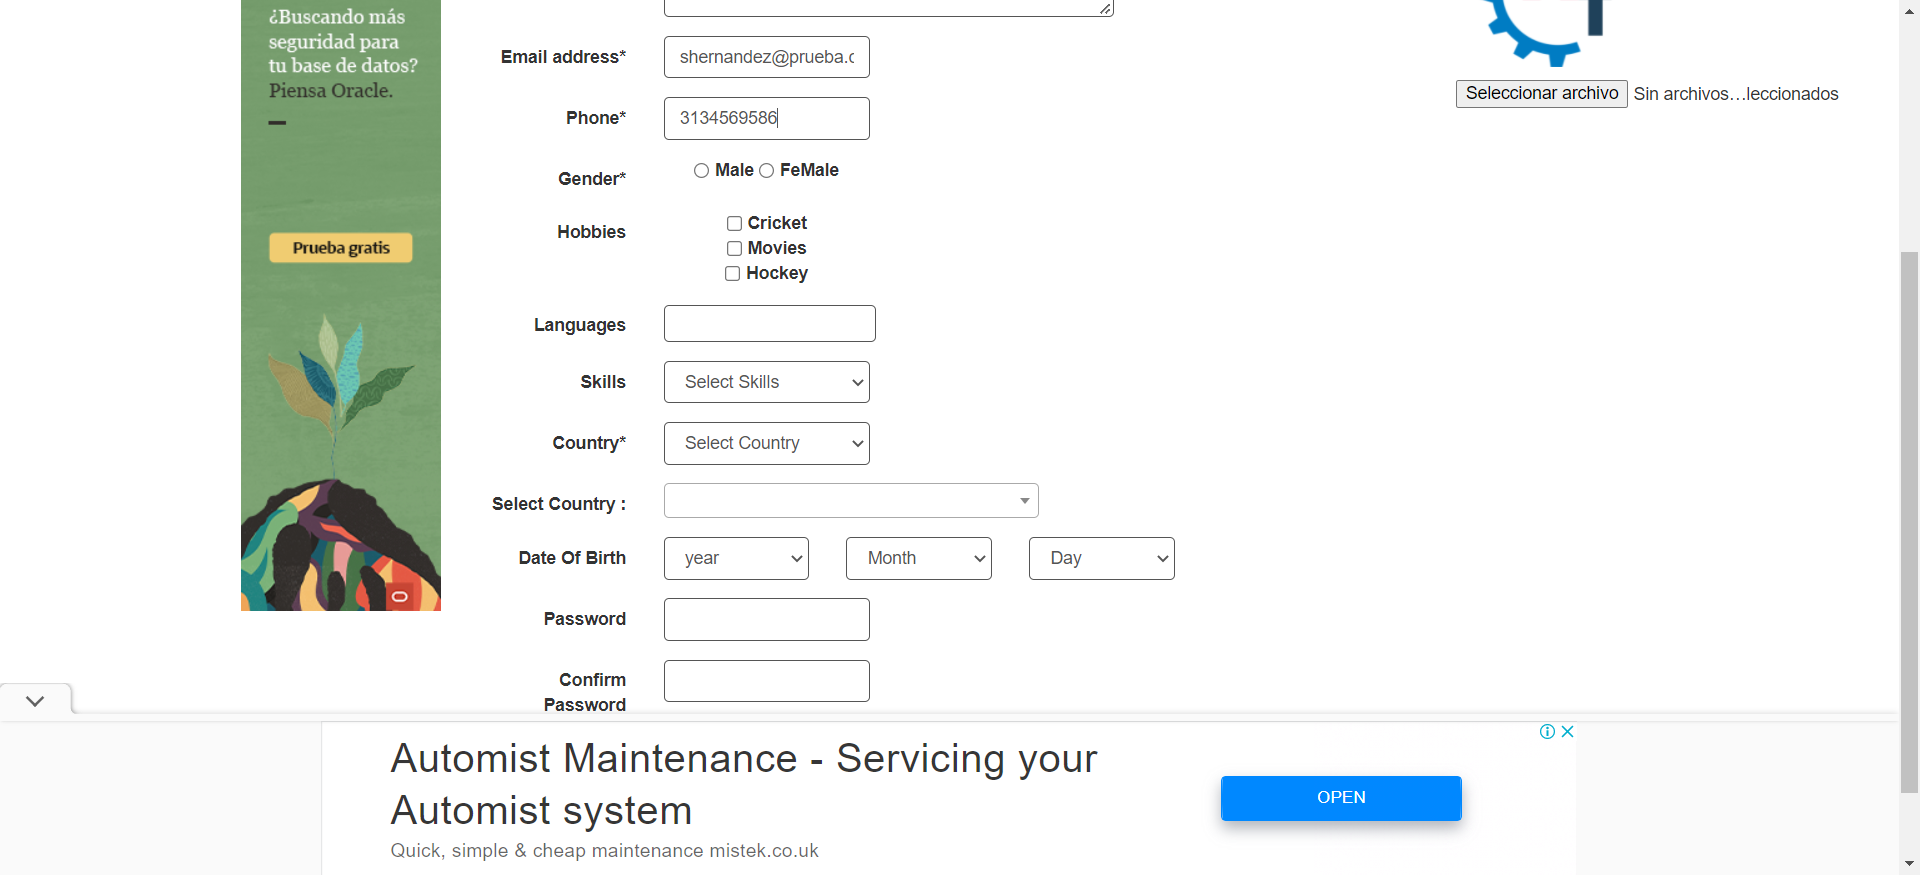 ¿Buscando más
seguridad para
tu base de datos?
Piensa Oracle.
Prueba gratis
Email address*
shernandez@prueba.c
Seleccionar archivo Sin archivos…leccionados
Phone*
3134569586
Gender*
Male FeMale
Hobbies
Cricket
Movies
Hockey
Languages
Skills
Select Skills
Country*
Select Country
Select Country :
Date Of Birth
year Month Day
Password
Confirm
Password
Automist Maintenance - Servicing your
Automist system
Quick, simple & cheap maintenance mistek.co.uk
OPEN